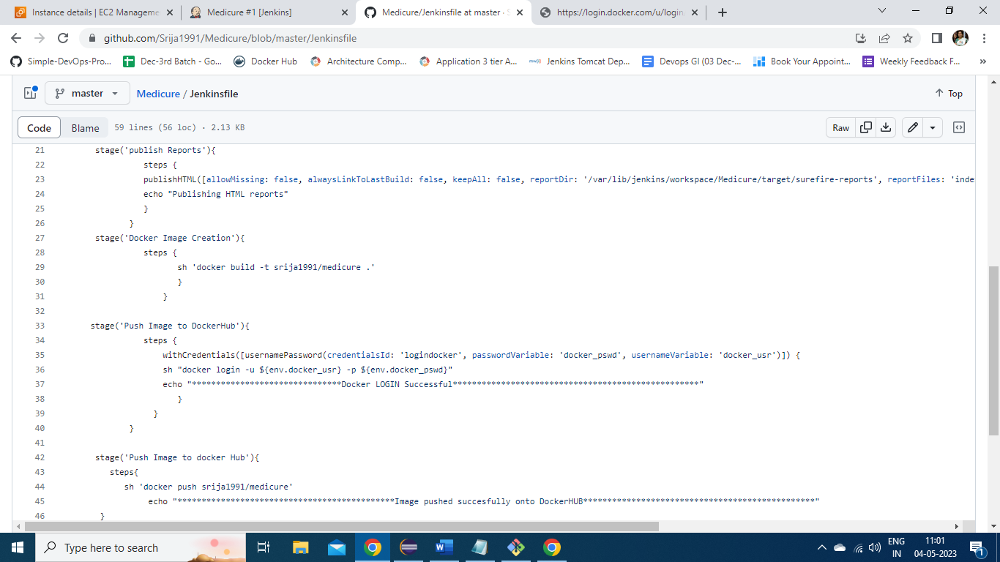 Instance details | EC2 Manageme
Medicure #1 [Jenkins]
Medicure/Jenkinsfile at master · S
https://login.docker.com/u/login
github.com/Srija1991/Medicure/blob/master/Jenkinsfile
Simple-DevOps-Pro...
Dec-3rd Batch - Go...
Docker Hub
Architecture Comp...
Application 3 tier A...
Jenkins Tomcat Dep...
Devops GI (03 Dec-...
Book Your Appoint...
Weekly Feedback F...
master
Medicure / Jenkinsfile
Top
Code
Blame
59 lines (56 loc) · 2.13 KB
Raw
21 stage('publish Reports'){
22 steps {
23 publishHTML([allowMissing: false, alwaysLinkToLastBuild: false, keepAll: false, reportDir: '/var/lib/jenkins/workspace/Medicure/target/surefire-reports', reportFiles: 'inde
24 echo "Publishing HTML reports"
25 }
26 }
27 stage('Docker Image Creation'){
28 steps {
29 sh 'docker build -t srija1991/medicure .'
30 }
31 }
32
33 stage('Push Image to DockerHub'){
34 steps {
35 withCredentials([usernamePassword(credentialsId: 'logindocker', passwordVariable: 'docker_pswd', usernameVariable: 'docker_usr')]) {
36 sh "docker login -u ${env.docker_usr} -p ${env.docker_pswd}"
37 echo "*******************************Docker LOGIN Successful***************************************************"
38 }
39 }
40 }
41
42 stage('Push Image to docker Hub'){
43 steps{
44 sh 'docker push srija1991/medicure'
45 echo "*********************************************Image pushed succesfully onto DockerHUB************************************************"
46 }
Type here to search
ENG
IN
11:01
04-05-2023
1